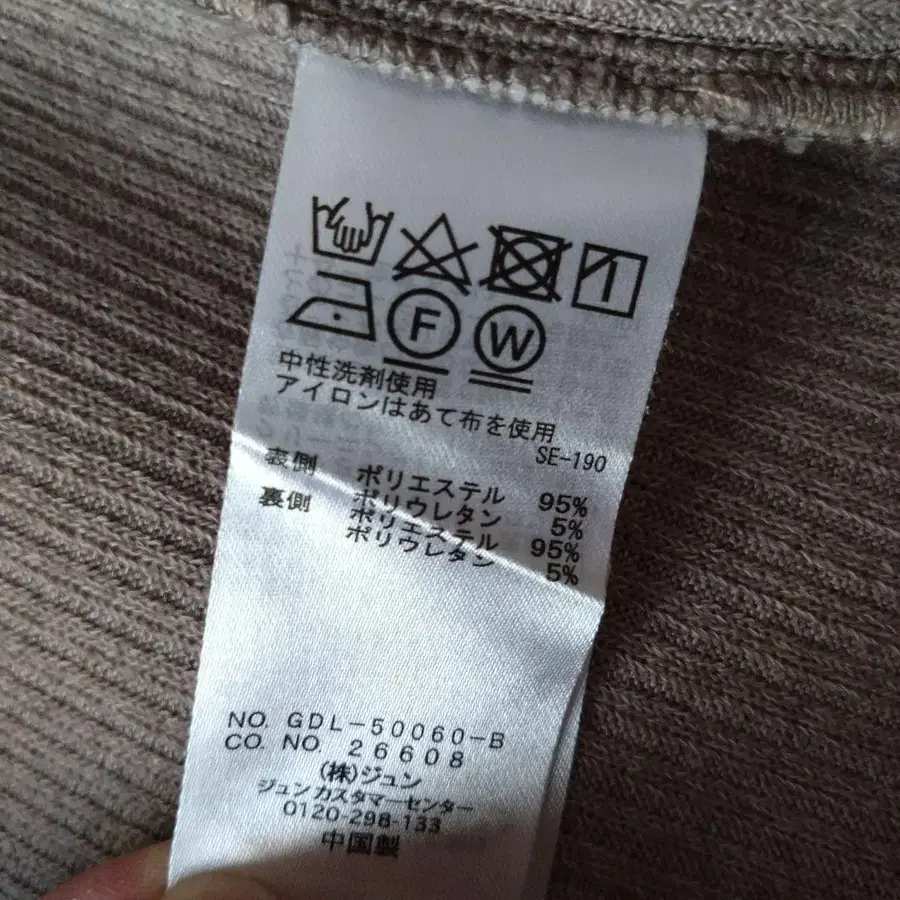 F
W
中性洗剤使用
アイロンはあて布を使用
SE-190
表側 ポリエステル 95%
ポリウレタン 5%
裏側 ポリエステル 95%
ポリウレタン 5%
NO. GDL-50060-B
CO. NO. 26608
(株)ジュン
ジュンカスタマーセンター
0120-298-133
中国製